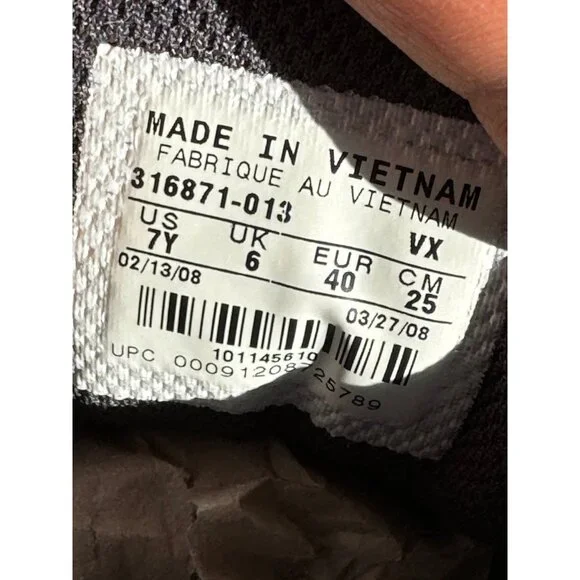 MADE IN VIETNAM
FABRIQUE AU VIETNAM
316871-013 VX
US UK EUR CM
7Y 6 40 25
02/13/08 03/27/08
101145610
UPC 00091208725789